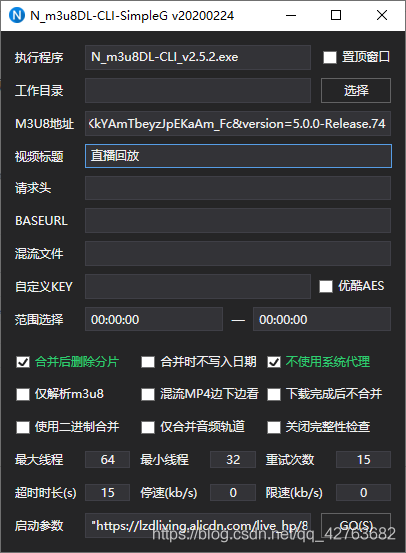 N_m3u8DL-CLI-SimpleG v20200224
执行程序 N_m3u8DL-CLI_v2.5.2.exe 置顶窗口
工作目录 选择
M3U8地址 kYAmTbeyzJpEKaAm_Fc&version=5.0.0-Release.74
视频标题 直播回放
请求头
BASEURL
混流文件
自定义KEY 优酷AES
范围选择 00:00:00 — 00:00:00
合并后删除分片 合并时不写入日期 不使用系统代理
仅解析m3u8 混流MP4边下边看 下载完成后不合并
使用二进制合并 仅合并音频轨道 关闭完整性检查
最大线程 64 最小线程 32 重试次数 15
超时时长(s) 15 停速(kb/s) 0 限速(kb/s) 0
启动参数 "https://lzdliving.alicdn.com/live_hp/8 GO(S)
https://blog.csdn.net/qq_42763682